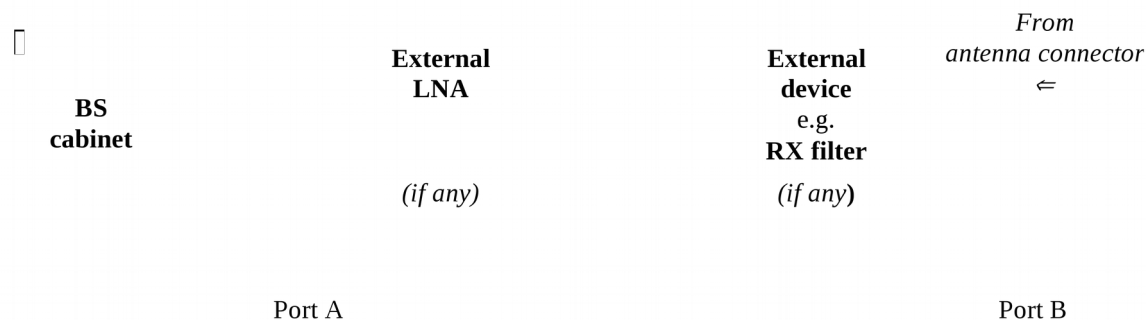 BS
cabinet
External
LNA
(if any)
External
device
e.g.
RX filter
(if any)
From
antenna connector
⇐
Port A
Port B